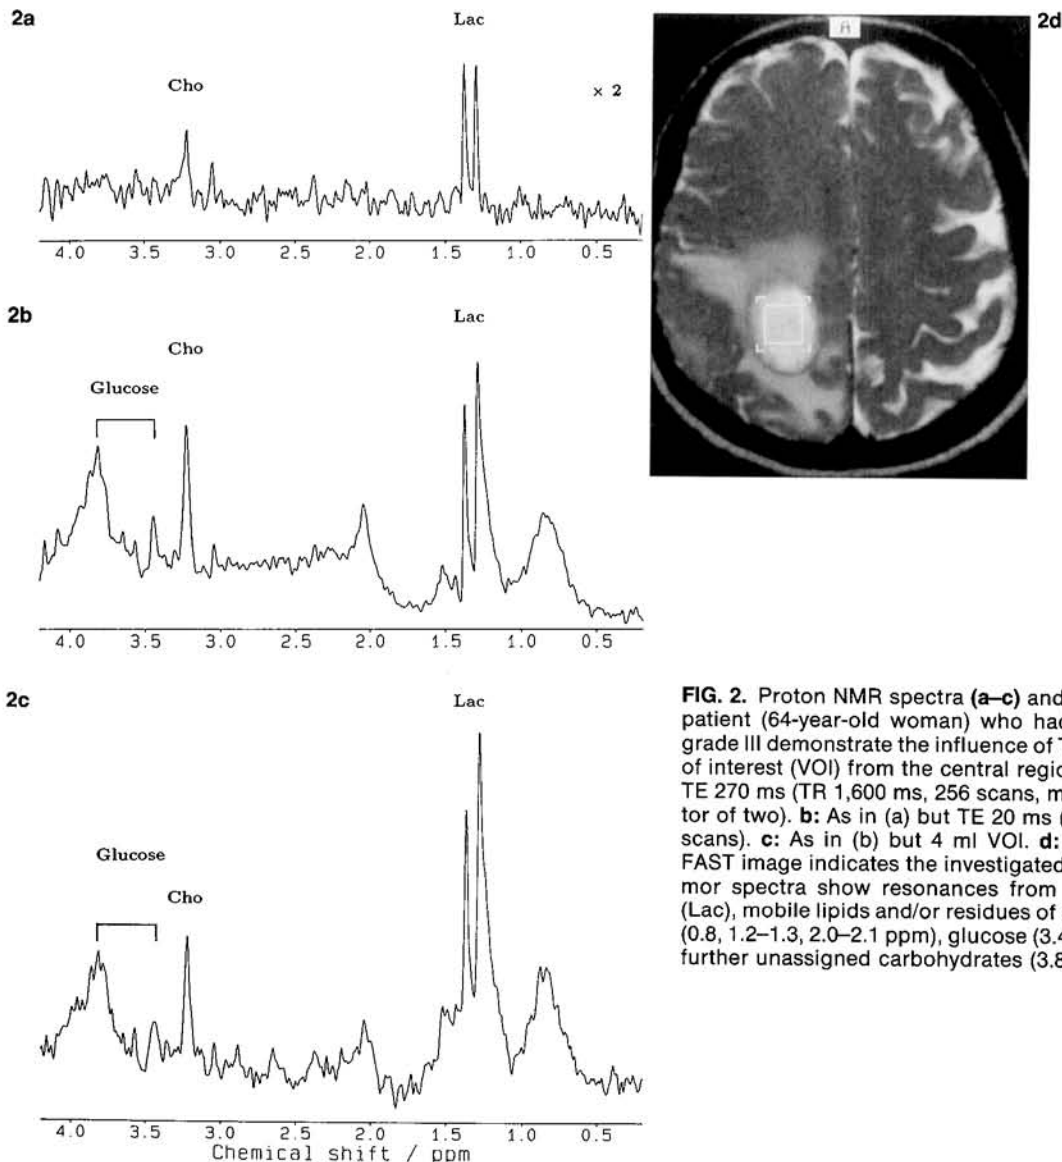 2a
Lac
Cho
× 2
4.0 3.5 3.0 2.5 2.0 1.5 1.0 0.5
2b
Lac
Cho
Glucose
4.0 3.5 3.0 2.5 2.0 1.5 1.0 0.5
2c
Lac
Glucose
Cho
4.0 3.5 3.0 2.5 2.0 1.5 1.0 0.5
Chemical shift / ppm
2d
A
FIG. 2. Proton NMR spectra (a–c) and
patient (64-year-old woman) who had
grade III demonstrate the influence of
of interest (VOI) from the central regio
TE 270 ms (TR 1,600 ms, 256 scans, m
tor of two). b: As in (a) but TE 20 ms (
scans). c: As in (b) but 4 ml VOI. d:
FAST image indicates the investigated
mor spectra show resonances from
(Lac), mobile lipids and/or residues of
(0.8, 1.2–1.3, 2.0–2.1 ppm), glucose (3.4
further unassigned carbohydrates (3.8